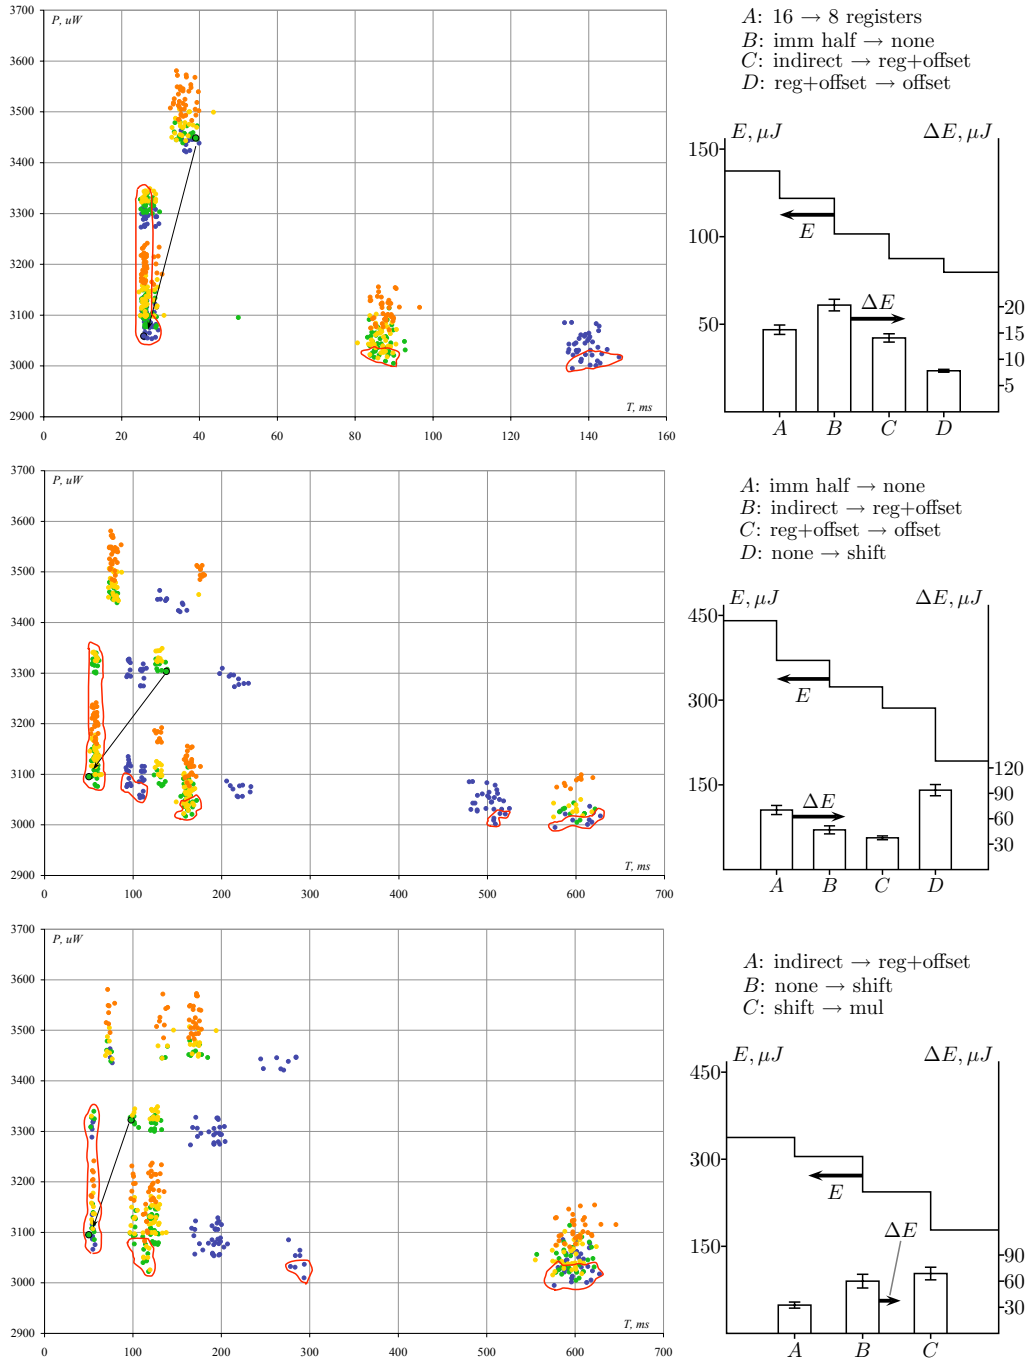 P, uW
3700
3600
3500
3400
3300
3200
3100
3000
2900
T, ms
0 20 40 60 80 100 120 140 160
A: 16 → 8 registers
B: imm half → none
C: indirect → reg+offset
D: reg+offset → offset
E, μJ ΔE, μJ
150
100
50
20
15
10
5
E
ΔE
A B C D
P, uW
3700
3600
3500
3400
3300
3200
3100
3000
2900
T, ms
0 100 200 300 400 500 600 700
A: imm half → none
B: indirect → reg+offset
C: reg+offset → offset
D: none → shift
E, μJ ΔE, μJ
450
300
150
120
90
60
30
E
ΔE
A B C D
P, uW
3700
3600
3500
3400
3300
3200
3100
3000
2900
T, ms
0 100 200 300 400 500 600 700
A: indirect → reg+offset
B: none → shift
C: shift → mul
E, μJ ΔE, μJ
450
300
150
90
60
30
E
ΔE
A B C